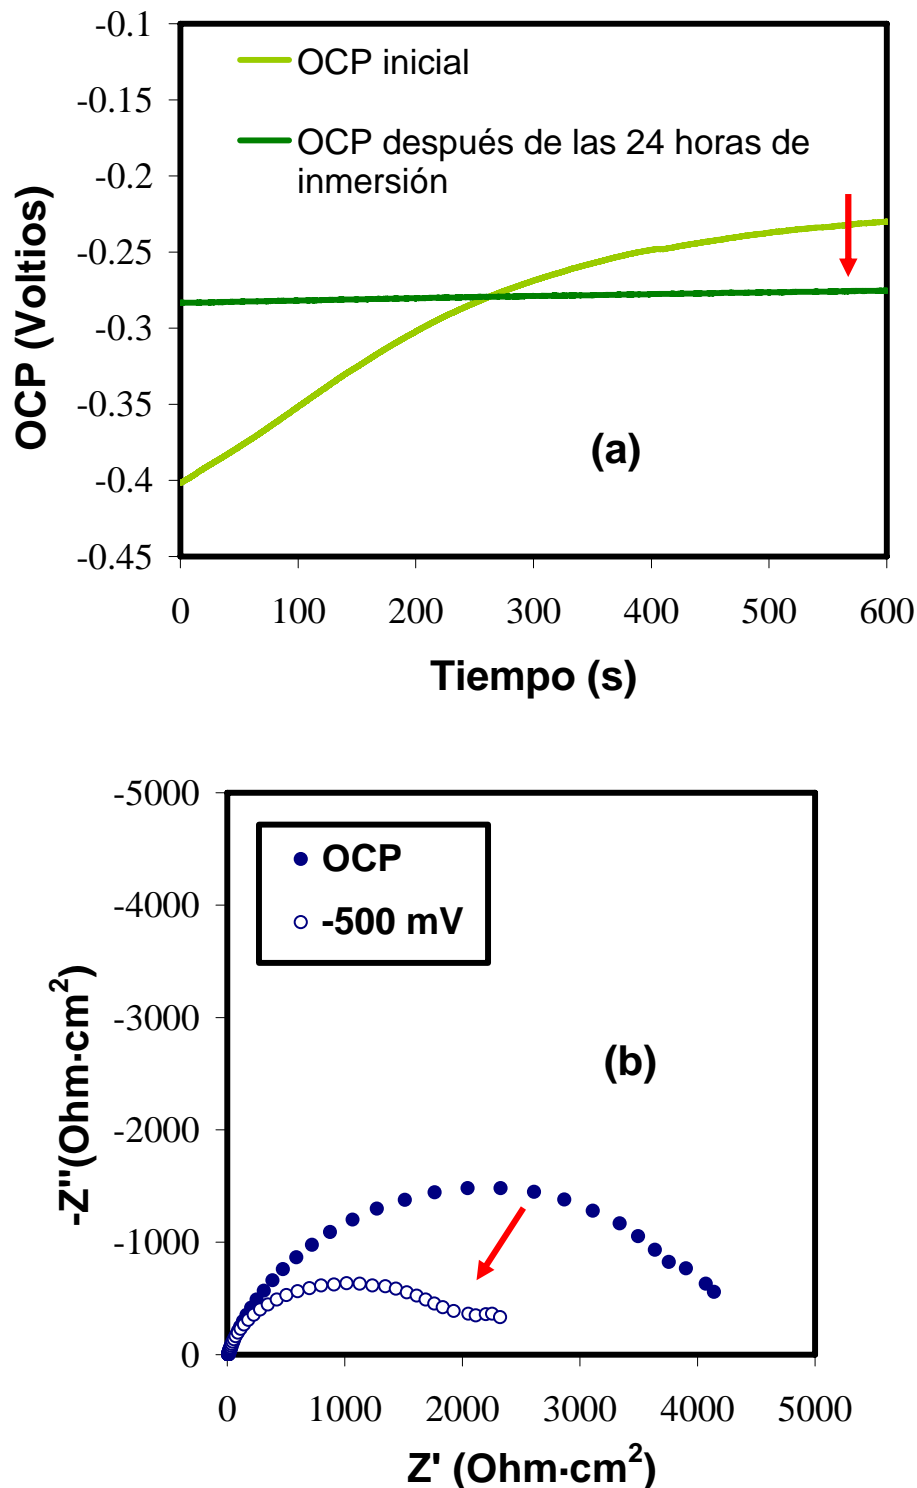 -0.1
OCP inicial
-0.15
OCP después de las 24 horas de
inmersión
-0.2
-0.25
-0.3
-0.35
-0.4
-0.45
OCP (Voltios)
(a)
0 100 200 300 400 500 600
Tiempo (s)
-5000
-4000
-3000
-2000
-1000
0
OCP
-500 mV
-Z''(Ohm·cm²)
(b)
0 1000 2000 3000 4000 5000
Z' (Ohm·cm²)